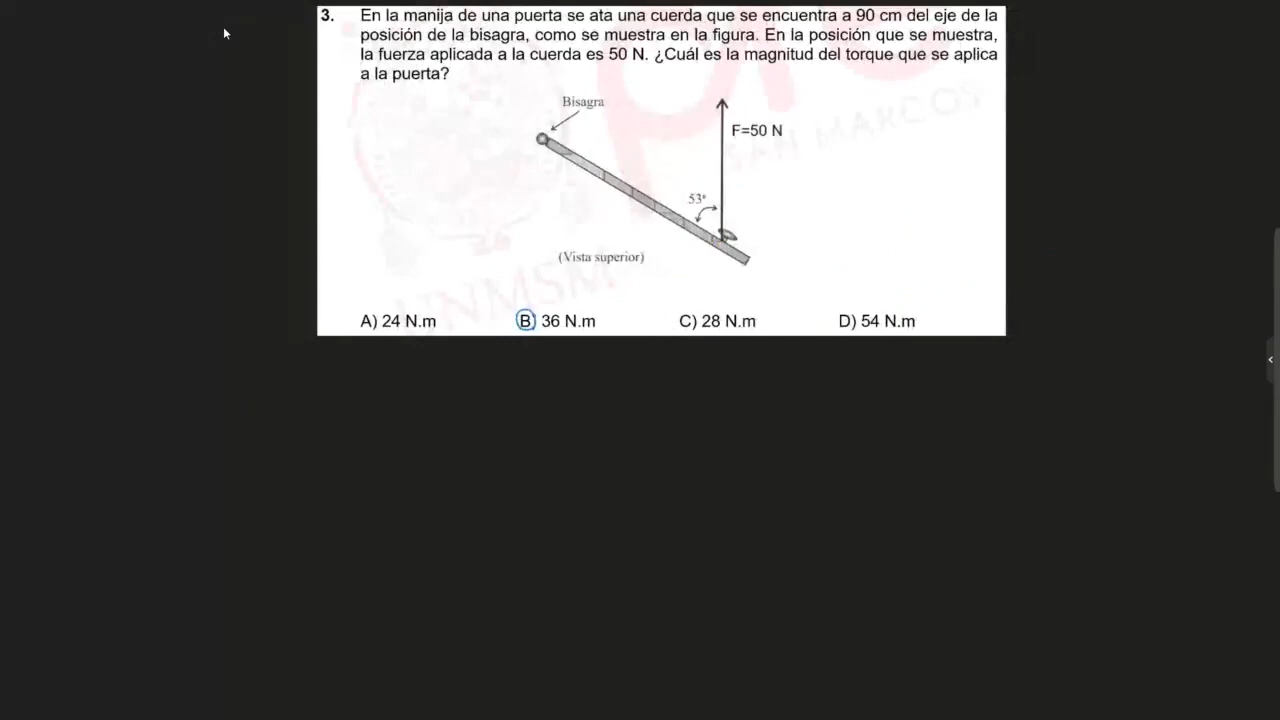 3. En la manija de una puerta se ata una cuerda que se encuentra a 90 cm del eje de la
posición de la bisagra, como se muestra en la figura. En la posición que se muestra,
la fuerza aplicada a la cuerda es 50 N. ¿Cuál es la magnitud del torque que se aplica
a la puerta?
Bisagra
F=50 N
SAN MARCOS
53°
(Vista superior)
UNMSM
A) 24 N.m B) 36 N.m C) 28 N.m D) 54 N.m